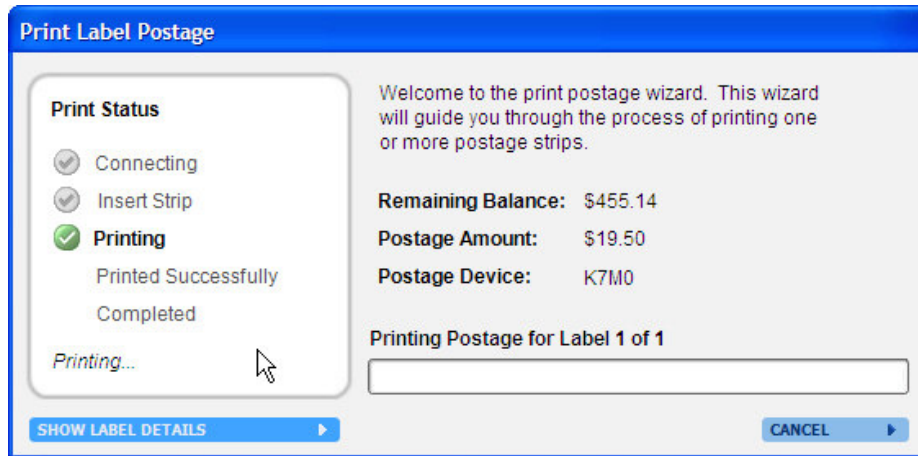 Print Label Postage
Print Status
Connecting
Insert Strip
Printing
Printed Successfully
Completed
Printing...
SHOW LABEL DETAILS
Welcome to the print postage wizard. This wizard
will guide you through the process of printing one
or more postage strips.
Remaining Balance: $455.14
Postage Amount: $19.50
Postage Device: K7M0
Printing Postage for Label 1 of 1
CANCEL